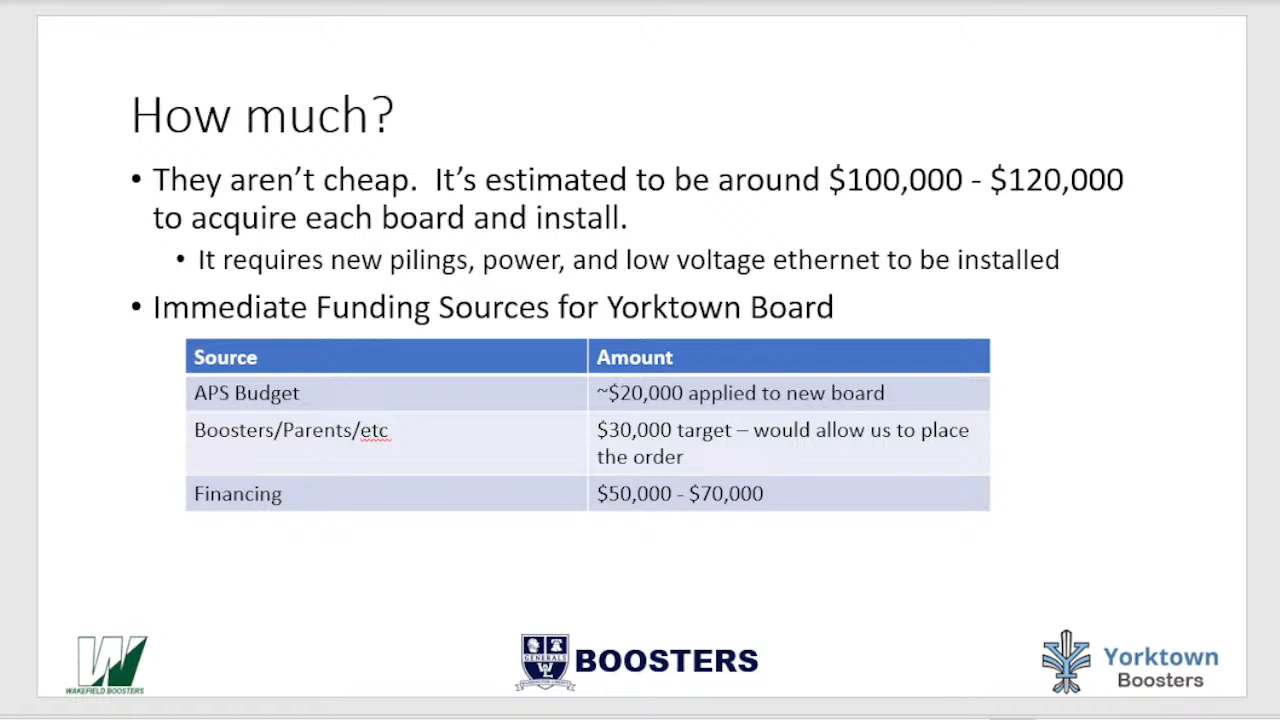 How much?
• They aren’t cheap.  It’s estimated to be around $100,000 - $120,000
to acquire each board and install.
• It requires new pilings, power, and low voltage ethernet to be installed
• Immediate Funding Sources for Yorktown Board
Source Amount
APS Budget ~$20,000 applied to new board
Boosters/Parents/etc $30,000 target – would allow us to place
the order
Financing $50,000 - $70,000
W
WAKEFIELD BOOSTERS
GENERALS
WL
BOOSTERS
Yorktown
Boosters